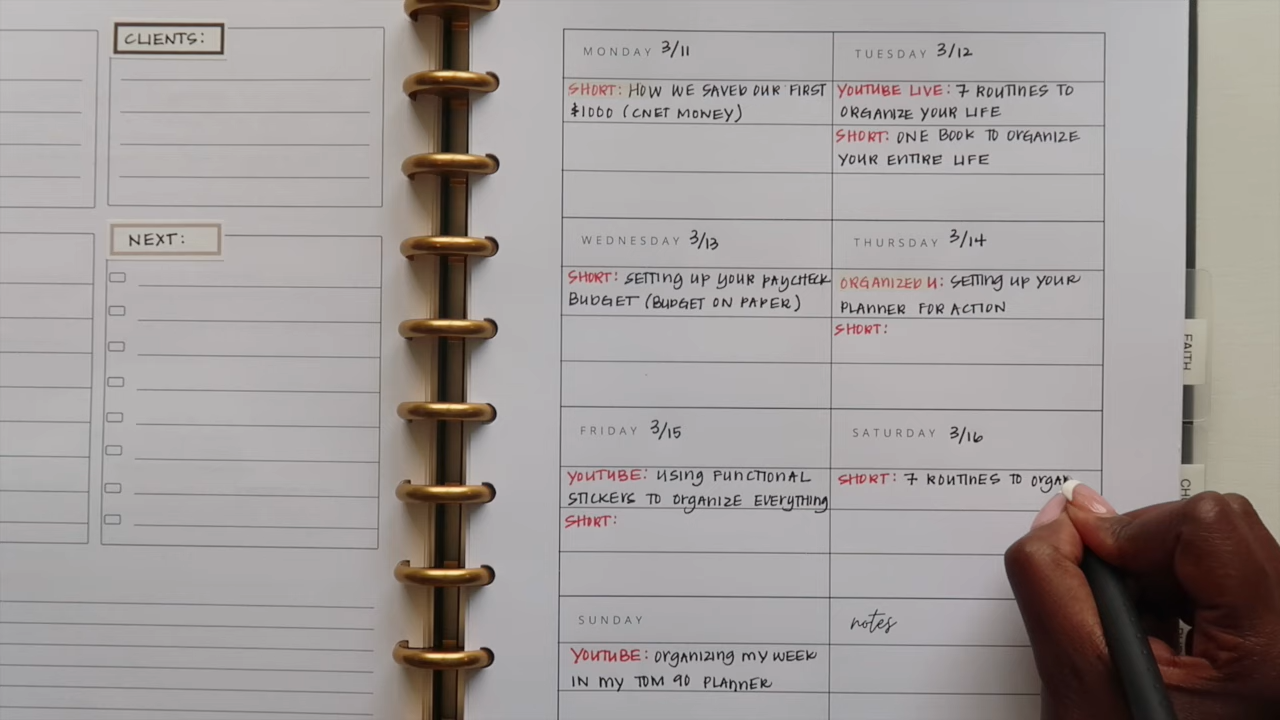 CLIENTS:
NEXT:
MONDAY 3/11
SHORT: HOW WE SAVED OUR FIRST
$1000 (CNET MONEY)
TUESDAY 3/12
YOUTUBE LIVE: 7 ROUTINES TO
ORGANIZE YOUR LIFE
SHORT: ONE BOOK TO ORGANIZE
YOUR ENTIRE LIFE
WEDNESDAY 3/13
SHORT: SETTING UP YOUR PAYCHECK
BUDGET (BUDGET ON PAPER)
THURSDAY 3/14
ORGANIZED U: SETTING UP YOUR
PLANNER FOR ACTION
SHORT:
FRIDAY 3/15
YOUTUBE: USING FUNCTIONAL
STICKERS TO ORGANIZE EVERYTHING
SHORT:
SATURDAY 3/16
SHORT: 7 ROUTINES TO ORGAN
SUNDAY
YOUTUBE: ORGANIZING MY WEEK
IN MY TDM 90 PLANNER
notes
FAITH